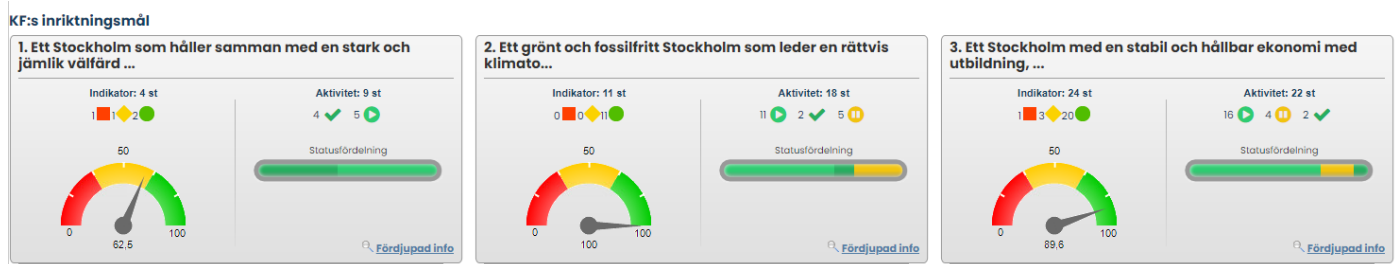 KF:s inriktningsmål
1. Ett Stockholm som håller samman med en stark och
jämlik välfärd ...
Indikator: 4 st
1 1 2
Aktivitet: 9 st
4 5
Statusfördelning
50
0
100
62,5
Fördjupad info
2. Ett grönt och fossilfritt Stockholm som leder en rättvis
klimato...
Indikator: 11 st
0 0 11
Aktivitet: 18 st
11 2 5
Statusfördelning
50
0
100
100
Fördjupad info
3. Ett Stockholm med en stabil och hållbar ekonomi med
utbildning, ...
Indikator: 24 st
1 3 20
Aktivitet: 22 st
16 4 2
Statusfördelning
50
0
100
89,6
Fördjupad info